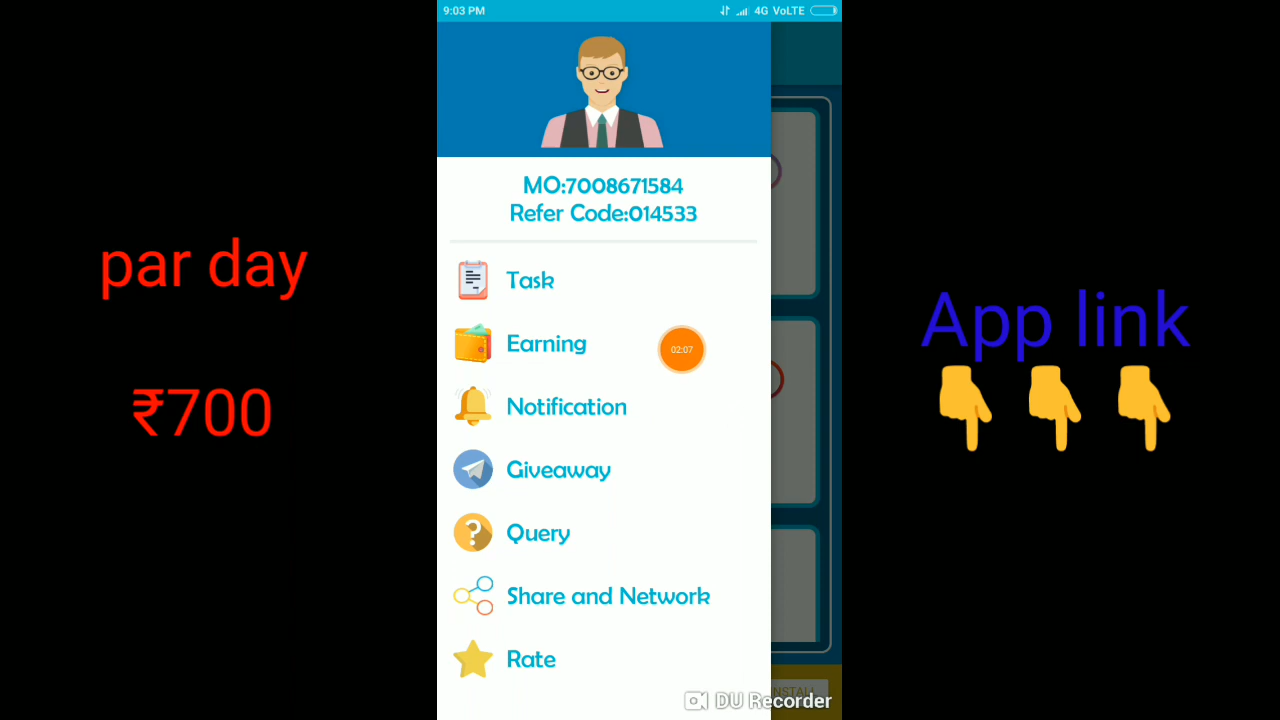 9:03 PM
4G VoLTE
MO:7008671584
Refer Code:014533
par day
₹700
Task
Earning
02:07
Notification
Giveaway
Query
Share and Network
Rate
App link
INSTALL
DU Recorder